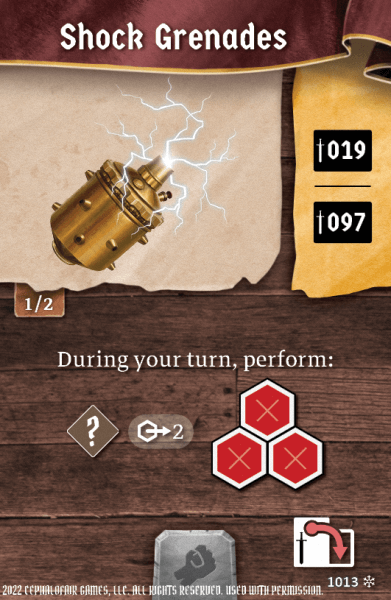 Shock Grenades
019
097
1/2
During your turn, perform:
? 2
1013
2022 CEPHALOFAIR GAMES, LLC. ALL RIGHTS RESERVED. USED WITH PERMISSION.